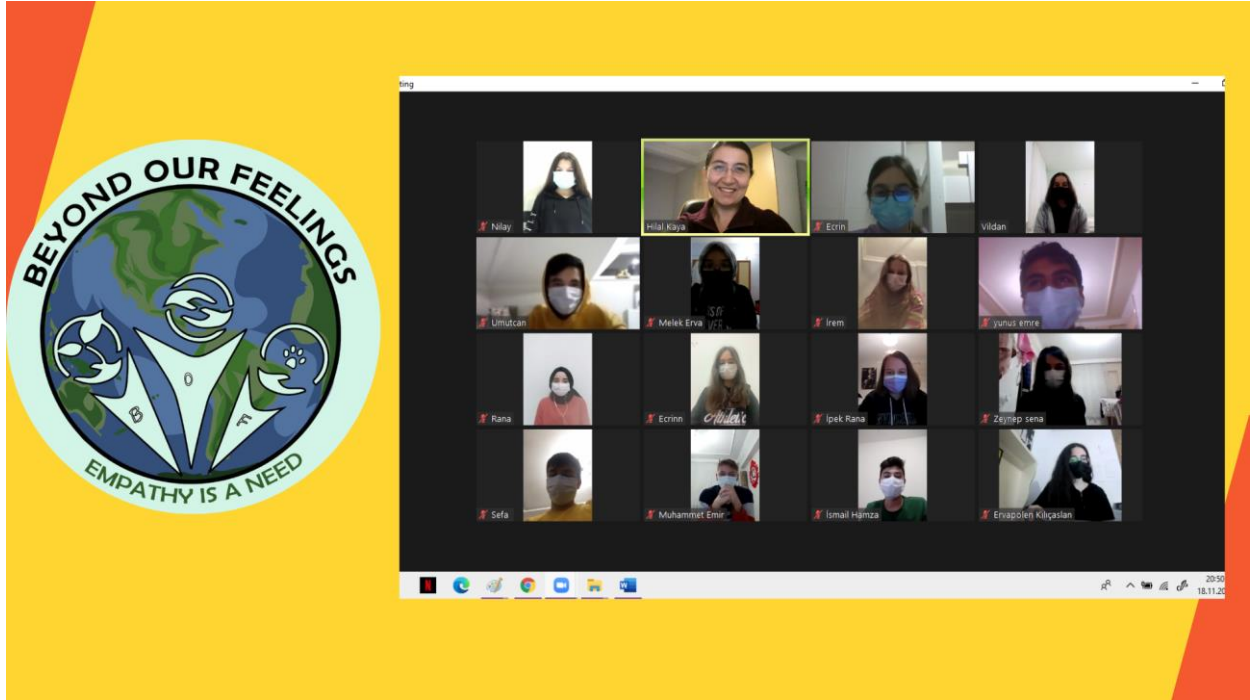 BEYOND OUR FEELINGS
B O F
EMPATHY IS A NEED
ting
Nilay
Hilal Kaya
Ecrin
Vildan
Umutcan
Melek Erva
İrem
yunus emre
Rana
Ecrinn
İpek Rana
Zeynep sena
Sefa
Muhammet Emir
İsmail Hamza
Ervapolen Kılıçaslan
20:50
18.11.20